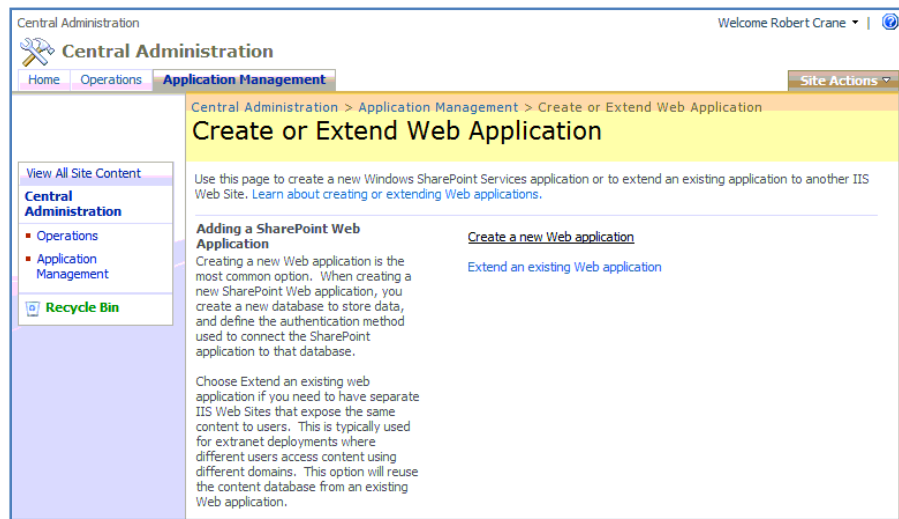 Central Administration
Welcome Robert Crane
Central Administration
Home Operations Application Management
Site Actions
Central Administration > Application Management > Create or Extend Web Application
Create or Extend Web Application
View All Site Content
Central
Administration
Operations
Application
Management
Recycle Bin
Use this page to create a new Windows SharePoint Services application or to extend an existing application to another IIS
Web Site. Learn about creating or extending Web applications.
Adding a SharePoint Web
Application
Creating a new Web application is the
most common option. When creating a
new SharePoint Web application, you
create a new database to store data,
and define the authentication method
used to connect the SharePoint
application to that database.
Choose Extend an existing web
application if you need to have separate
IIS Web Sites that expose the same
content to users. This is typically used
for extranet deployments where
different users access content using
different domains. This option will reuse
the content database from an existing
Web application.
Create a new Web application
Extend an existing Web application